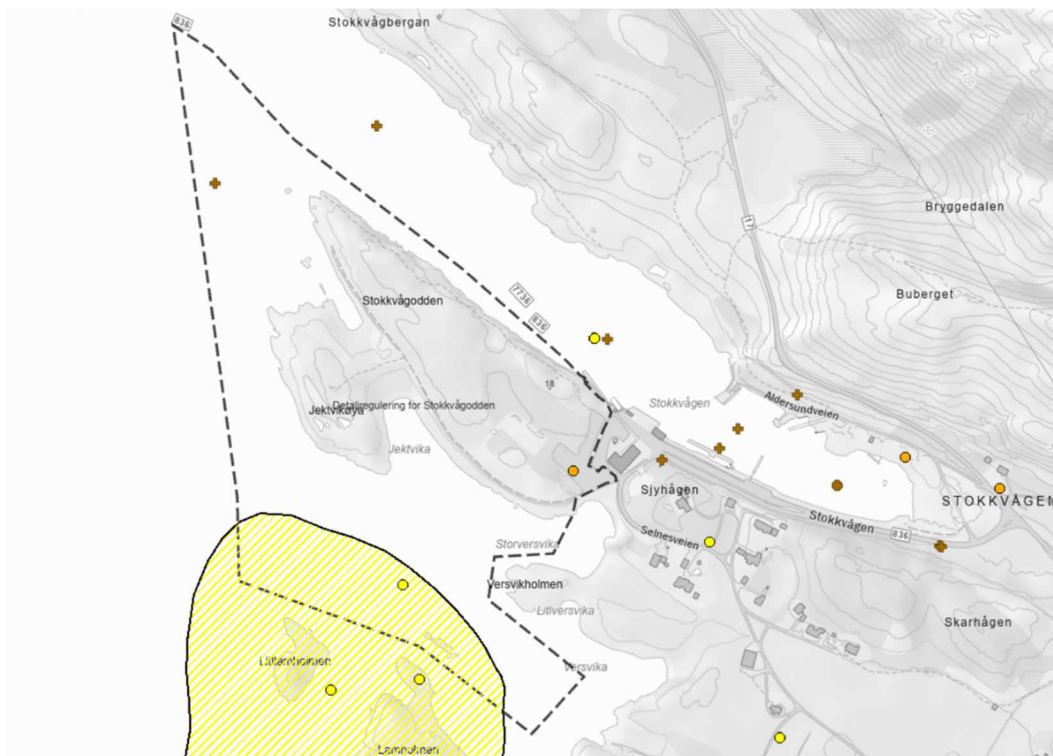 836
Stokkvågbergan
Bryggedalen
17
Buberget
Stokkvågodden
7736
836
18
Stokkvågen
Aldersundveien
Detaljregulering for Stokkvågodden
Jektvikøya
Jektvika
Sjyhågen
STOKKVÅGEN
Stokkvågen
836
Selnesveien
Storversvika
Versvikholmen
Litlversvika
Skarhågen
Lillamholmen
Versvika
Lamholmen